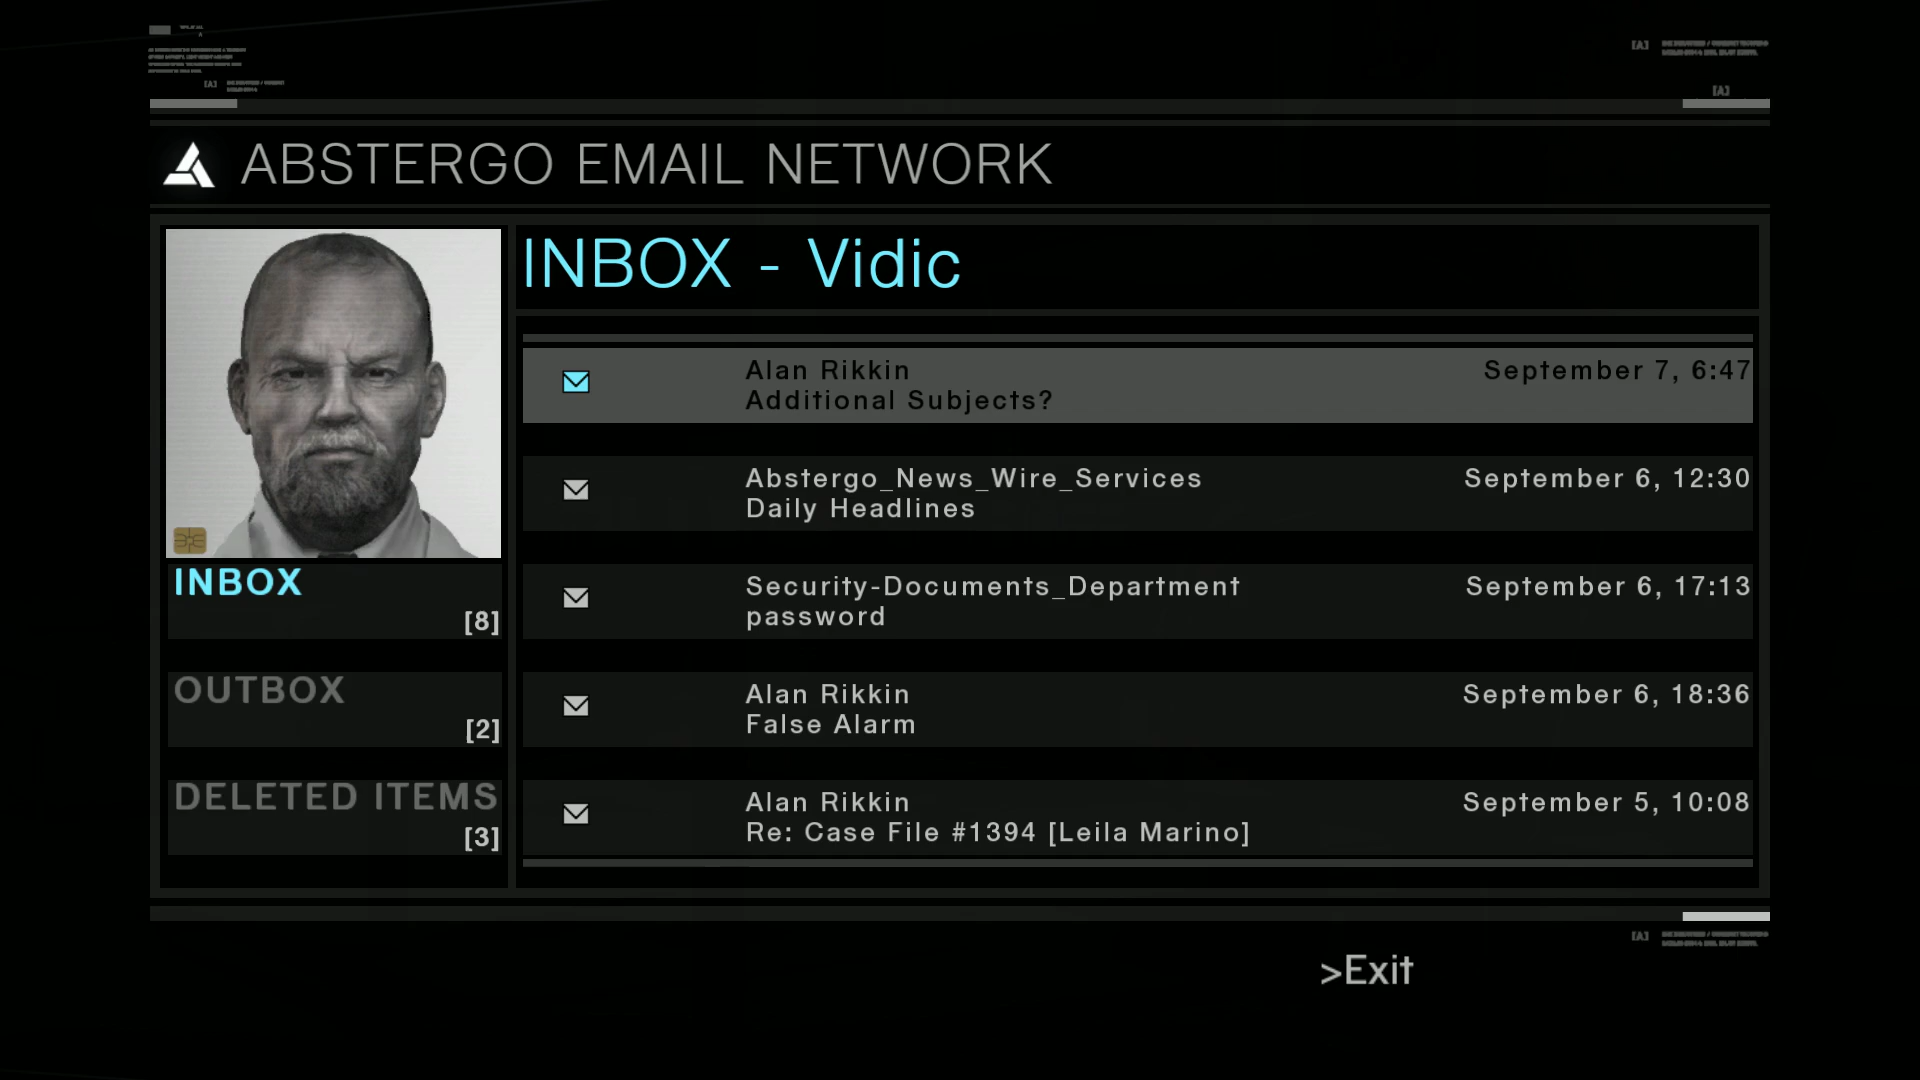 ABSTERGO EMAIL NETWORK
INBOX - Vidic
INBOX
[8]
OUTBOX
[2]
DELETED ITEMS
[3]
Alan Rikkin September 7, 6:47
Additional Subjects?
Abstergo_News_Wire_Services September 6, 12:30
Daily Headlines
Security-Documents_Department September 6, 17:13
password
Alan Rikkin September 6, 18:36
False Alarm
Alan Rikkin September 5, 10:08
Re: Case File #1394 [Leila Marino]
>Exit